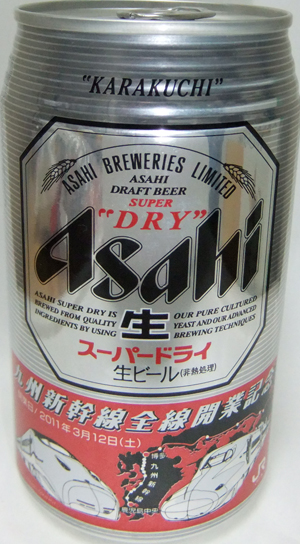 "KARAKUCHI"
ASAHI BREWERIES LIMITED
ASAHI
DRAFT BEER
SUPER
"DRY"
Asahi
ASAHI SUPER DRY IS
BREWED FROM QUALITY
INGREDIENTS BY USING
生
OUR PURE CULTURED
YEAST AND OUR ADVANCED
BREWING TECHNIQUES
スーパードライ
生ビール(非熱処理)
九州新幹線全線開業記念
2011年3月12日(土)
博多
九州新幹線
鹿児島中央
JR